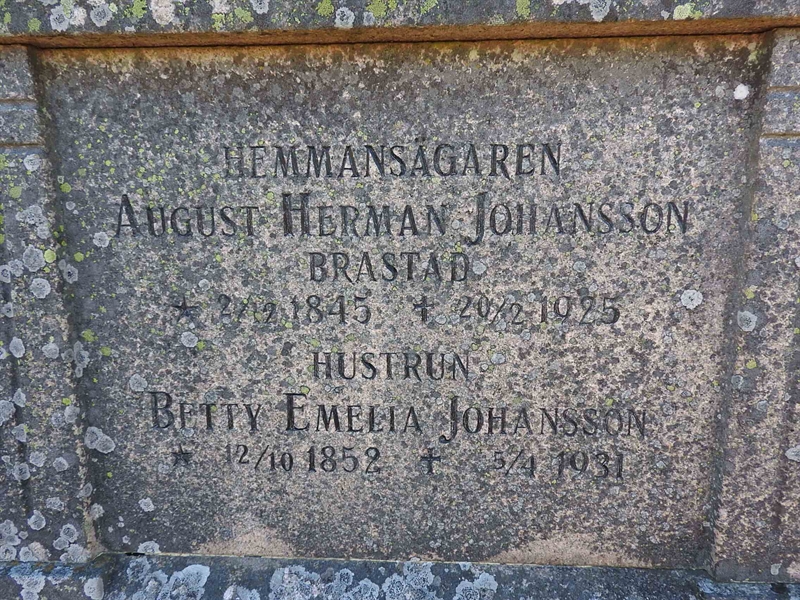 HEMMANSÄGAREN
AUGUST HERMAN JOHANSSON
BRASTAD
* 2/12 1845 † 20/2 1925
HUSTRUN
BETTY EMELIA JOHANSSON
* 12/10 1852 † 5/4 1931